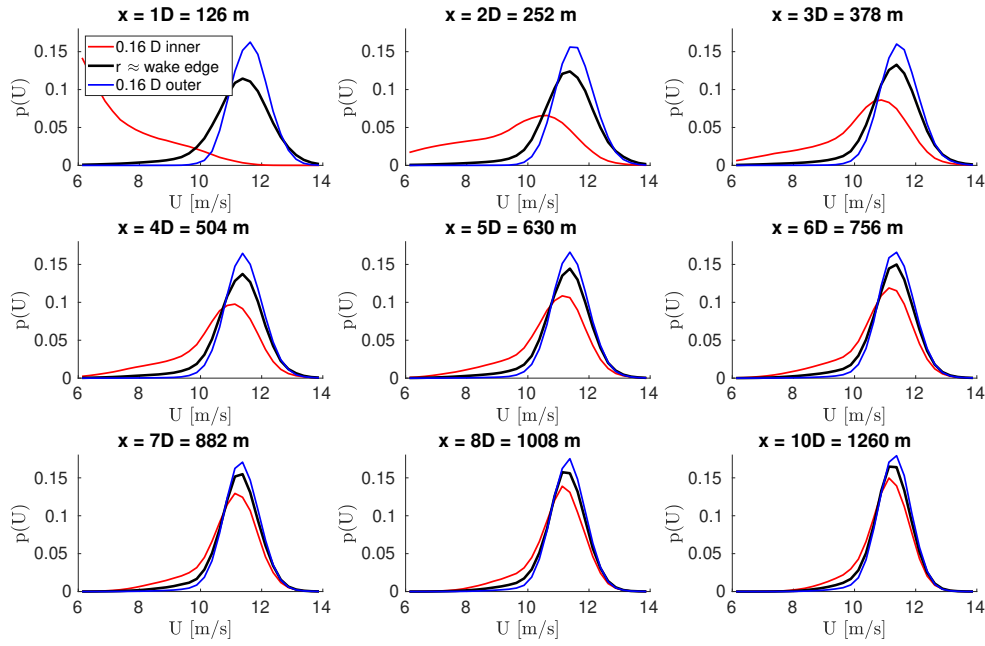 x = 1D = 126 m
x = 2D = 252 m
x = 3D = 378 m
0.16 D inner
r ≈ wake edge
0.16 D outer
p(U)
0.15
0.1
0.05
0
6 8 10 12 14
U [m/s]
p(U)
0.15
0.1
0.05
0
6 8 10 12 14
U [m/s]
p(U)
0.15
0.1
0.05
0
6 8 10 12 14
U [m/s]
x = 4D = 504 m
x = 5D = 630 m
x = 6D = 756 m
p(U)
0.15
0.1
0.05
0
6 8 10 12 14
U [m/s]
p(U)
0.15
0.1
0.05
0
6 8 10 12 14
U [m/s]
p(U)
0.15
0.1
0.05
0
6 8 10 12 14
U [m/s]
x = 7D = 882 m
x = 8D = 1008 m
x = 10D = 1260 m
p(U)
0.15
0.1
0.05
0
6 8 10 12 14
U [m/s]
p(U)
0.15
0.1
0.05
0
6 8 10 12 14
U [m/s]
p(U)
0.15
0.1
0.05
0
6 8 10 12 14
U [m/s]